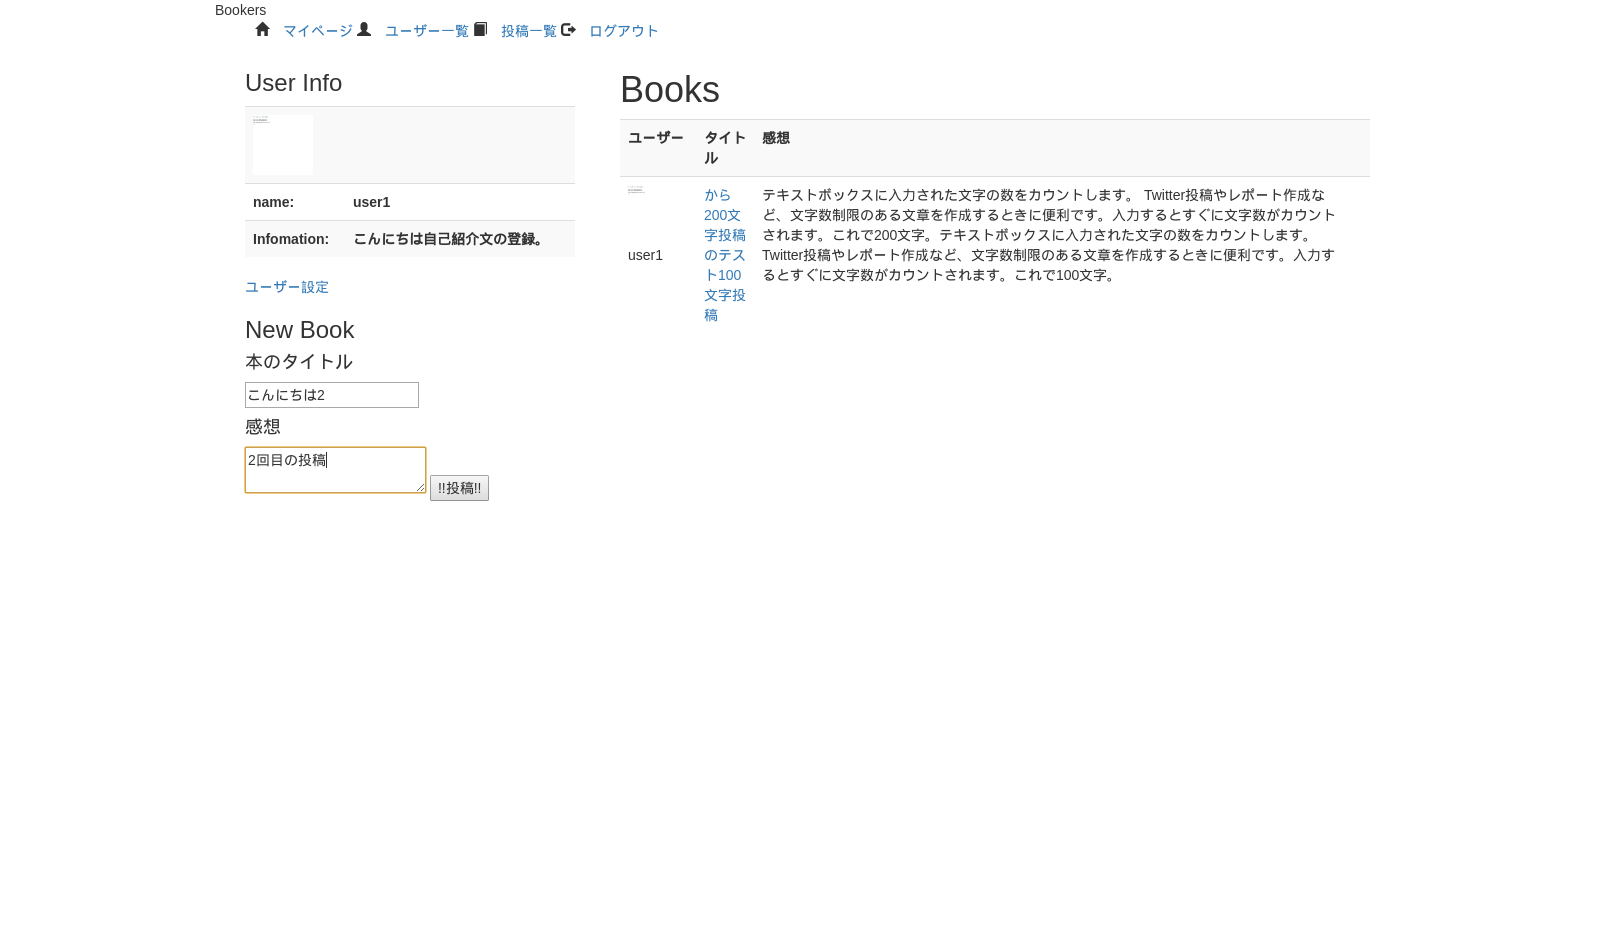 Bookers
マイページ ユーザー一覧 投稿一覧 ログアウト
User Info
name: user1
Infomation: こんにちは自己紹介文の登録。
ユーザー設定
New Book
本のタイトル
こんにちは2
感想
2回目の投稿
!!投稿!!
Books
ユーザー タイト 感想
ル
user1
から
200文
字投稿
のテス
ト100
文字投
稿
テキストボックスに入力された文字の数をカウントします。 Twitter投稿やレポート作成な
ど、文字数制限のある文章を作成するときに便利です。入力するとすぐに文字数がカウント
されます。これで200文字。テキストボックスに入力された文字の数をカウントします。
Twitter投稿やレポート作成など、文字数制限のある文章を作成するときに便利です。入力す
るとすぐに文字数がカウントされます。これで100文字。